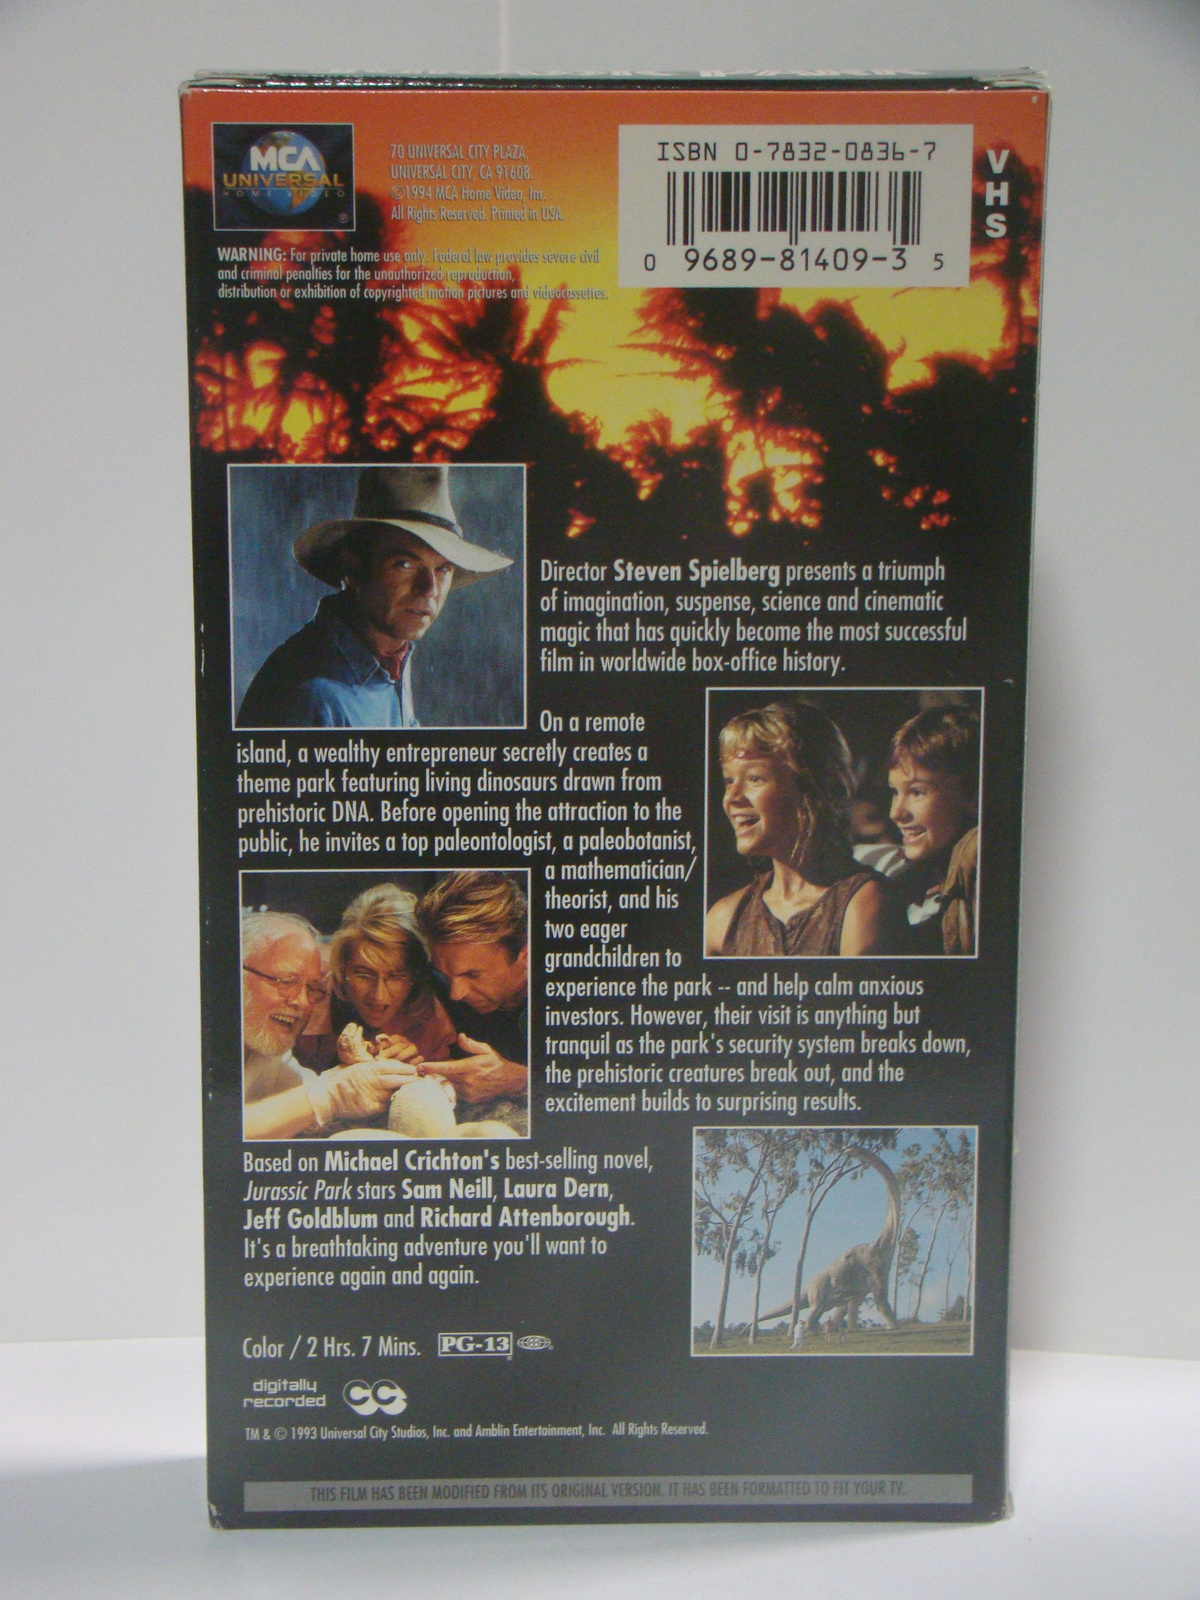 MCA
UNIVERSAL
HOME VIDEO
®
70 UNIVERSAL CITY PLAZA,
UNIVERSAL CITY, CA 91608.
©1994 MCA Home Video, Inc.
All Rights Reserved. Printed in USA.
WARNING: For private home use only. Federal law provides severe civil
and criminal penalties for the unauthorized reproduction,
distribution or exhibition of copyrighted motion pictures and videocassettes.
ISBN 0-7832-0836-7
0 9689-81409-3 5
VHS
Director Steven Spielberg presents a triumph
of imagination, suspense, science and cinematic
magic that has quickly become the most successful
film in worldwide box-office history.
On a remote
island, a wealthy entrepreneur secretly creates a
theme park featuring living dinosaurs drawn from
prehistoric DNA. Before opening the attraction to the
public, he invites a top paleontologist, a paleobotanist,
a mathematician/
theorist, and his
two eager
grandchildren to
experience the park -- and help calm anxious
investors. However, their visit is anything but
tranquil as the park's security system breaks down,
the prehistoric creatures break out, and the
excitement builds to surprising results.
Based on Michael Crichton's best-selling novel,
Jurassic Park stars Sam Neill, Laura Dern,
Jeff Goldblum and Richard Attenborough.
It's a breathtaking adventure you'll want to
experience again and again.
Color / 2 Hrs. 7 Mins. PG-13
digitally
recorded CC
TM & © 1993 Universal City Studios, Inc. and Amblin Entertainment, Inc. All Rights Reserved.
THIS FILM HAS BEEN MODIFIED FROM ITS ORIGINAL VERSION. IT HAS BEEN FORMATTED TO FIT YOUR TV.